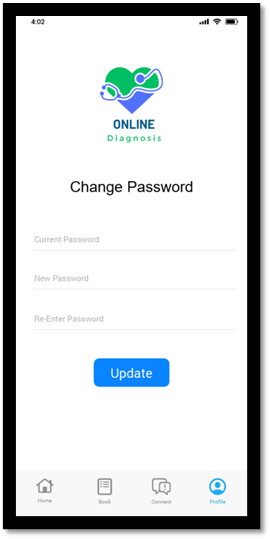 4:02
ONLINE
Diagnosis
Change Password
Current Password
New Password
Re-Enter Password
Update
Home
Book
Connect
Profile